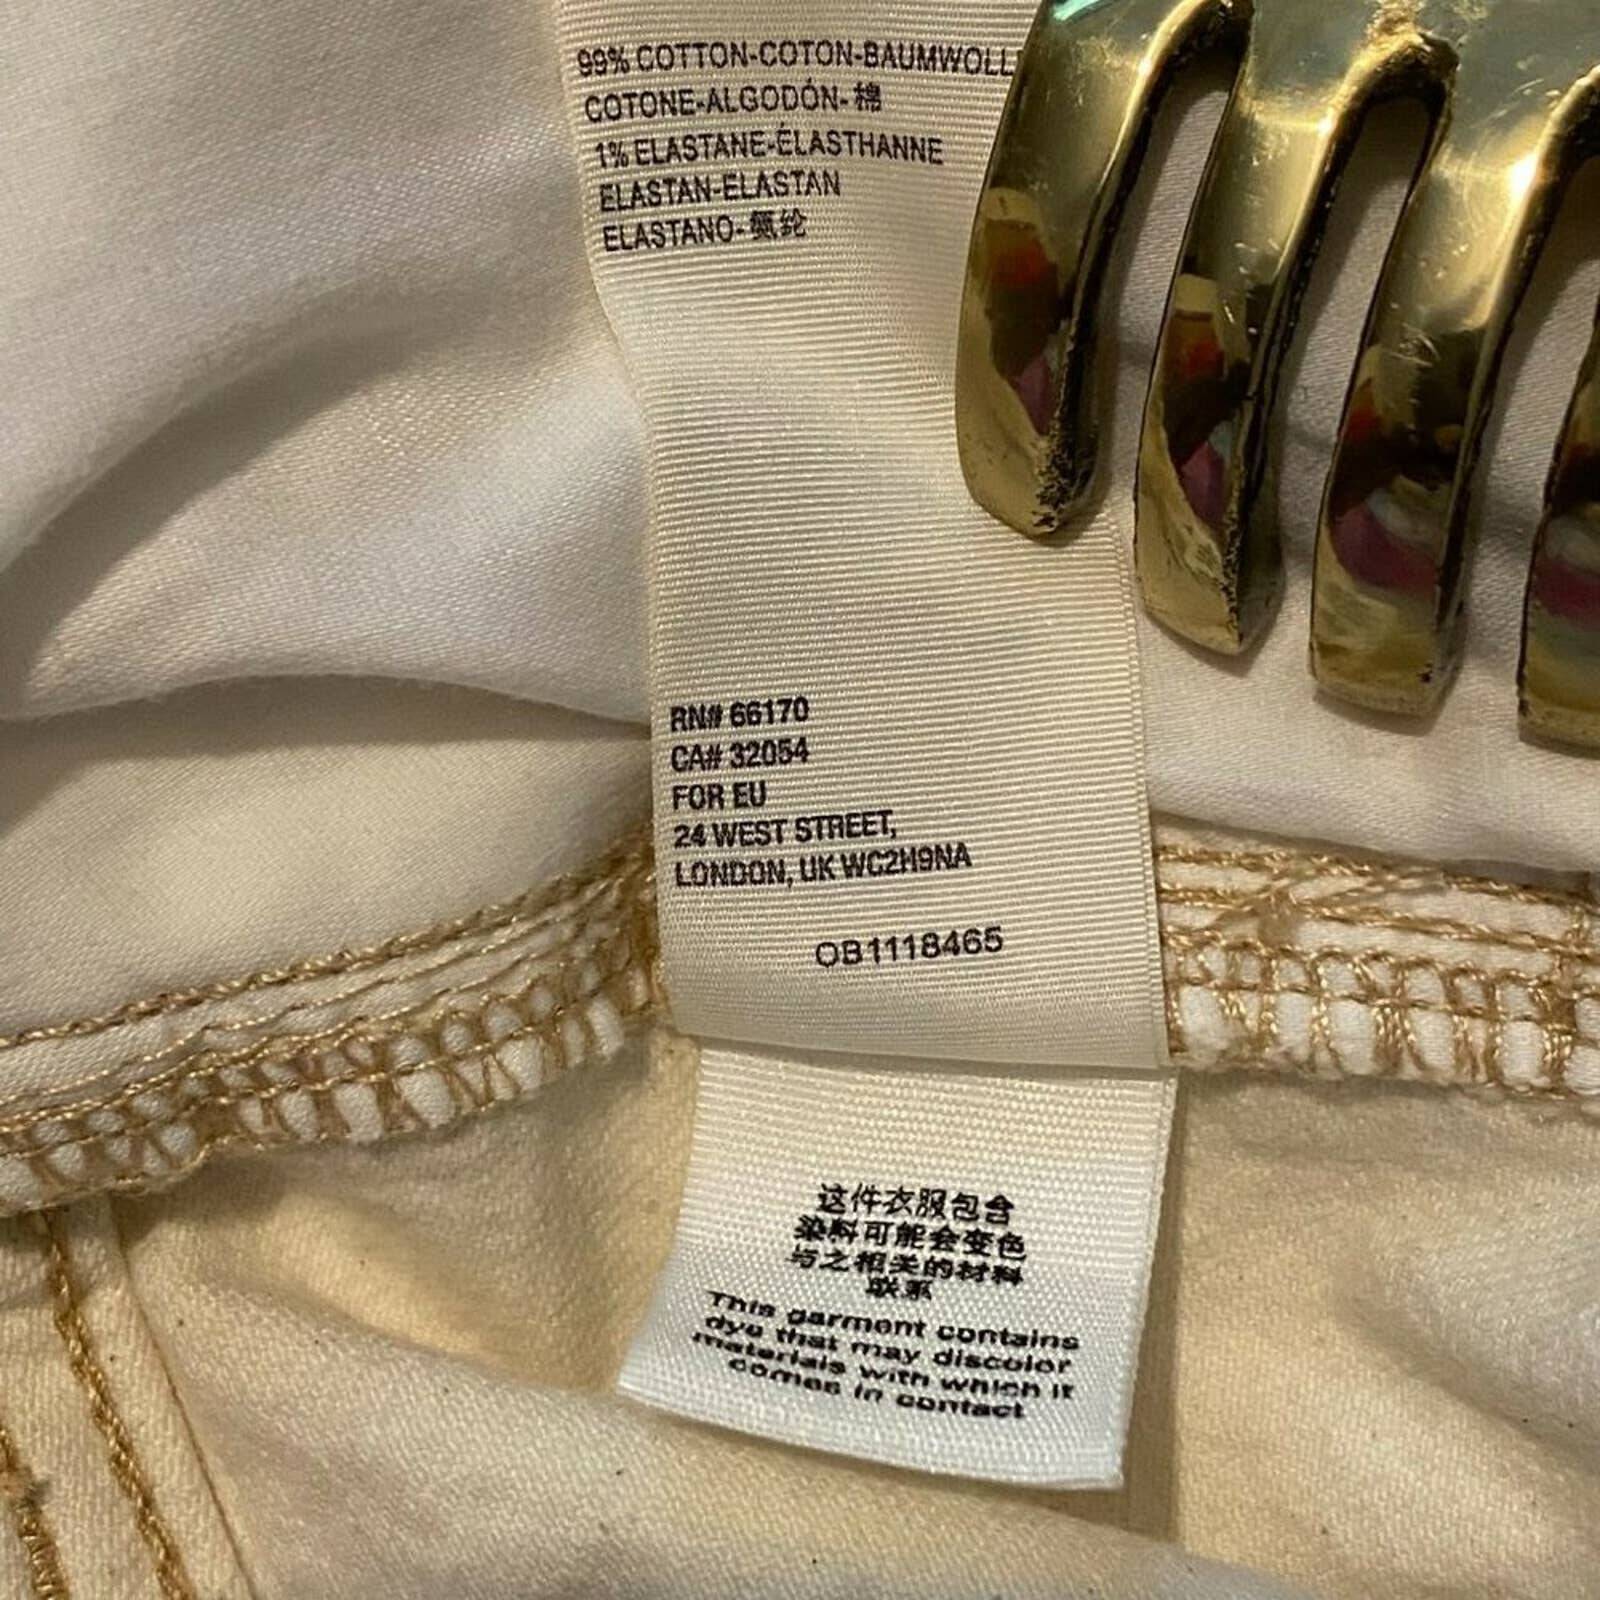 99% COTTON-COTON-BAUMWOLL
COTONE-ALGODÓN-棉
1% ELASTANE-ÉLASTHANNE
ELASTAN-ELASTAN
ELASTANO-氨纶
RN# 66170
CA# 32054
FOR EU
24 WEST STREET,
LONDON, UK WC2H9NA
OB1118465
这件衣服包含
染料可能会变色
与之相关的材料
联系
This garment contains
dye that may discolor
materials with which it
comes in contact